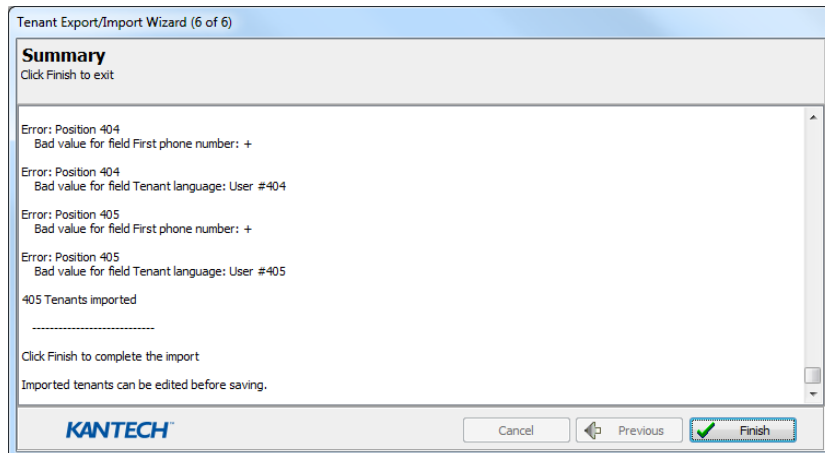 Tenant Export/Import Wizard (6 of 6)
Summary
Click Finish to exit
Error: Position 404
Bad value for field First phone number: +
Error: Position 404
Bad value for field Tenant language: User #404
Error: Position 405
Bad value for field First phone number: +
Error: Position 405
Bad value for field Tenant language: User #405
405 Tenants imported
----------------------------
Click Finish to complete the import
Imported tenants can be edited before saving.
KANTECH™
Cancel
Previous
Finish